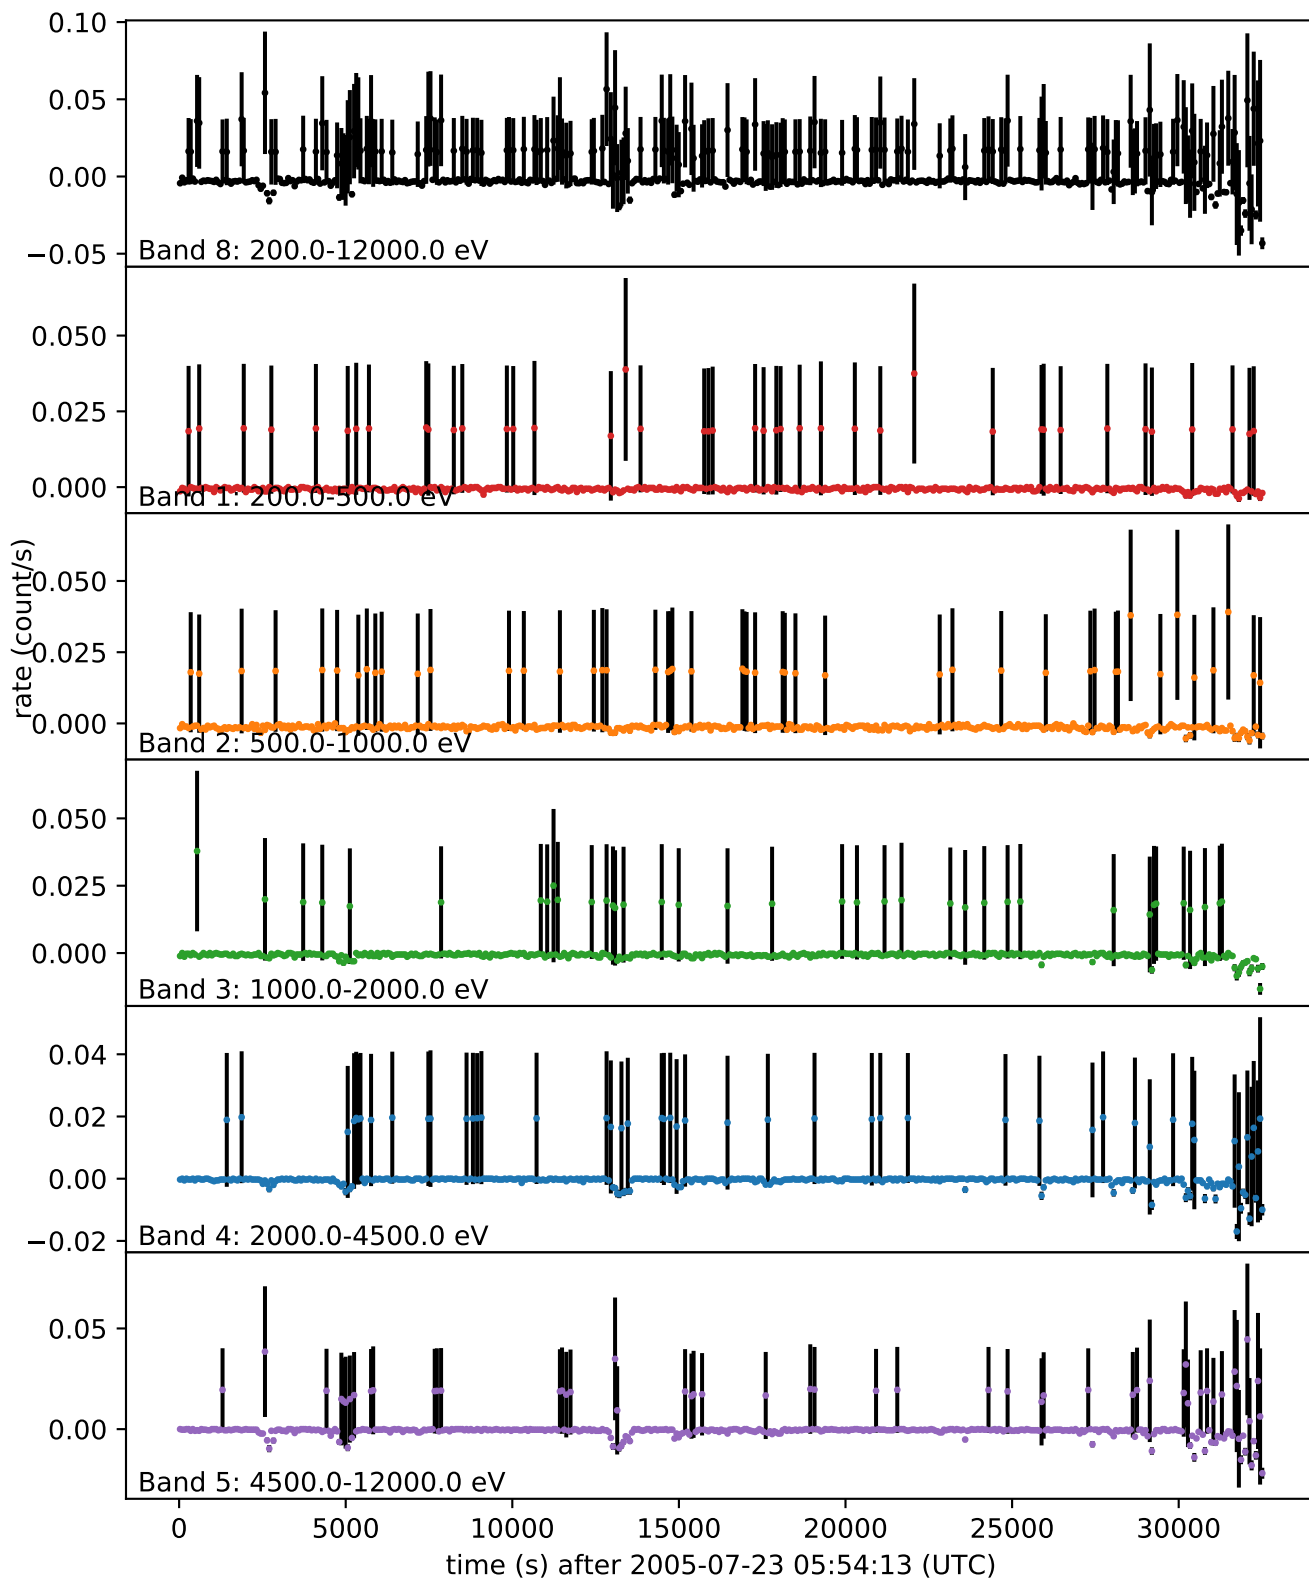 0.10
0.05
0.00
−0.05
Band 8: 200.0-12000.0 eV
0.050
0.025
0.000
Band 1: 200.0-500.0 eV
rate (count/s)
0.050
0.025
0.000
Band 2: 500.0-1000.0 eV
0.050
0.025
0.000
Band 3: 1000.0-2000.0 eV
0.04
0.02
0.00
−0.02
Band 4: 2000.0-4500.0 eV
0.05
0.00
Band 5: 4500.0-12000.0 eV
0 5000 10000 15000 20000 25000 30000
time (s) after 2005-07-23 05:54:13 (UTC)